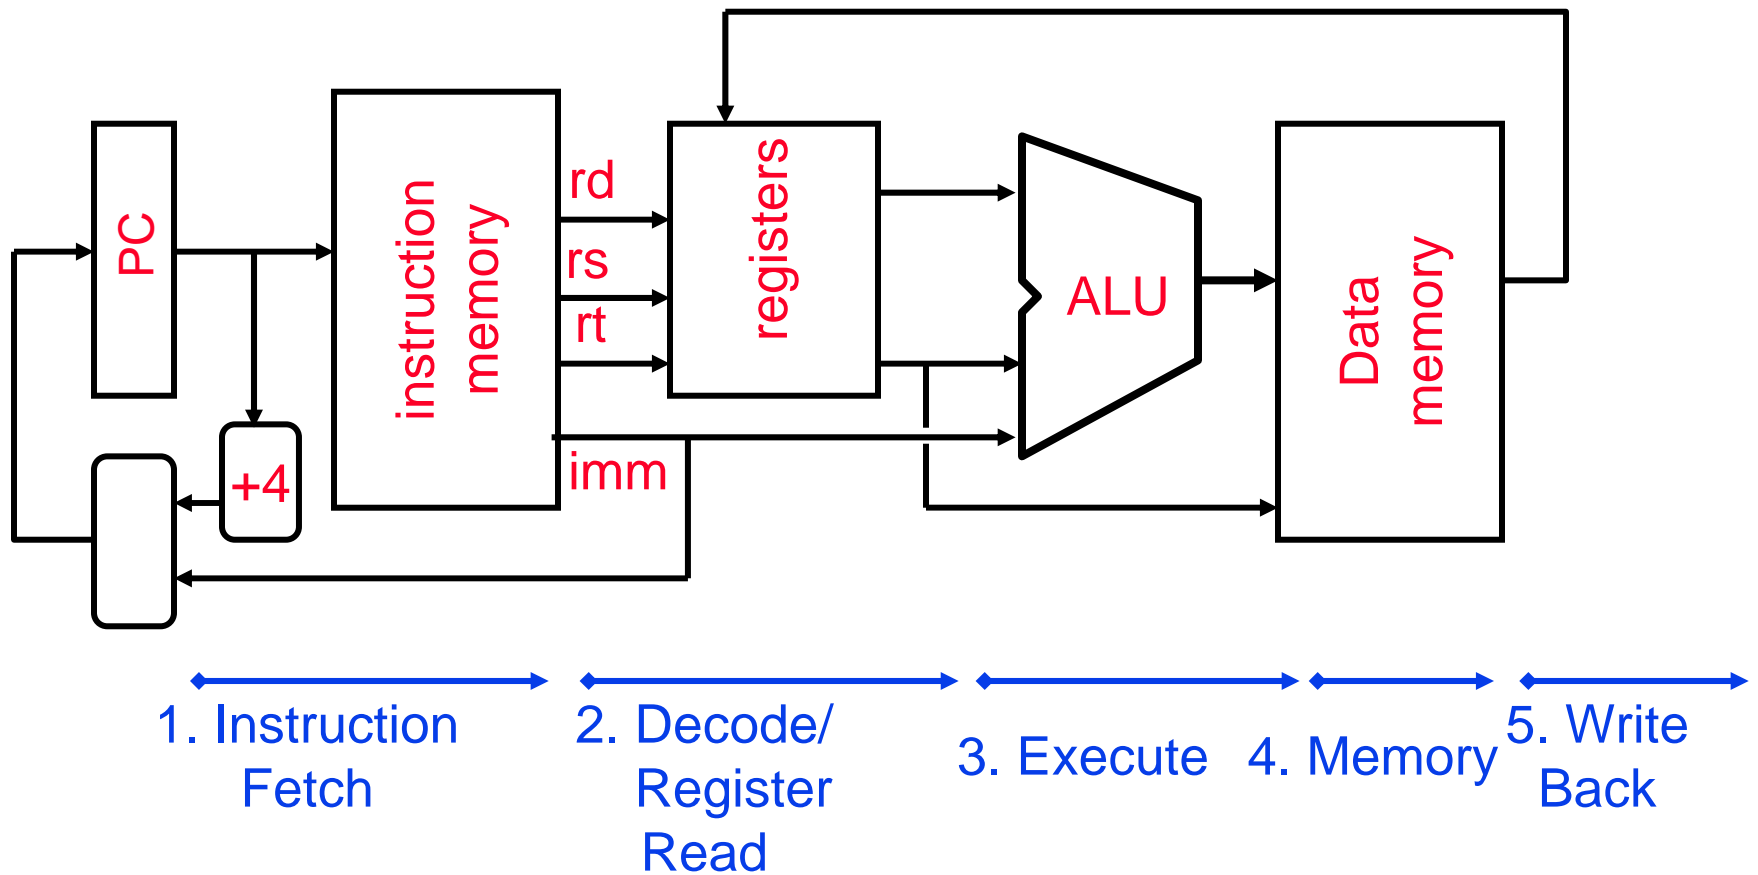 PC
+4
instruction
memory
rd
rs
rt
imm
registers
ALU
Data
memory
1. Instruction
Fetch
2. Decode/
Register
Read
3. Execute
4. Memory
5. Write
Back